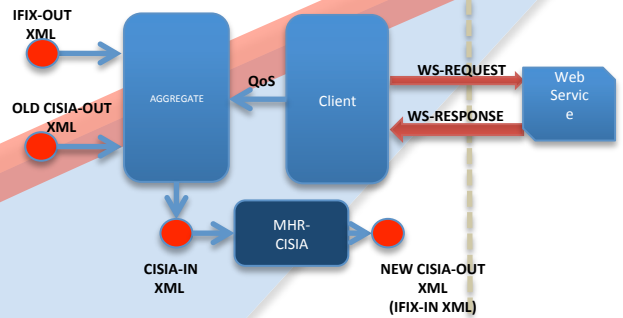 IFIX-OUT
XML
OLD CISIA-OUT
XML
AGGREGATE
QoS
Client
WS-REQUEST
WS-RESPONSE
Web
Servic
e
CISIA-IN
XML
MHR-
CISIA
NEW CISIA-OUT
XML
(IFIX-IN XML)